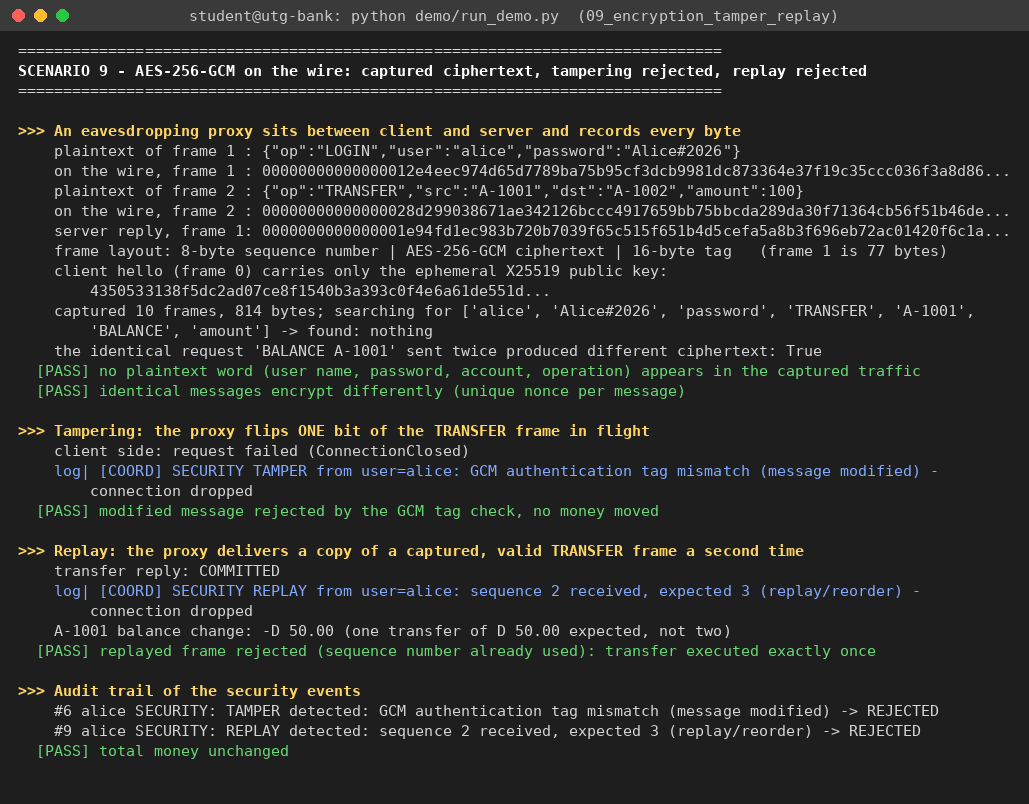 student@utg-bank: python demo/run_demo.py  (09_encryption_tamper_replay)
==============================================================================
SCENARIO 9 - AES-256-GCM on the wire: captured ciphertext, tampering rejected, replay rejected
==============================================================================
>>> An eavesdropping proxy sits between client and server and records every byte
    plaintext of frame 1 : {"op":"LOGIN","user":"alice","password":"Alice#2026"}
    on the wire, frame 1 : 00000000000000012e4eec974d65d7789ba75b95cf3dcb9981dc873364e37f19c35ccc036f3a8d86...
    plaintext of frame 2 : {"op":"TRANSFER","src":"A-1001","dst":"A-1002","amount":100}
    on the wire, frame 2 : 00000000000000028d299038671ae342126bccc4917659bb75bbcda289da30f71364cb56f51b46de...
    server reply, frame 1: 0000000000000001e94fd1ec983b720b7039f65c515f651b4d5cefa5a8b3f696eb72ac01420f6c1a...
    frame layout: 8-byte sequence number | AES-256-GCM ciphertext | 16-byte tag   (frame 1 is 77 bytes)
    client hello (frame 0) carries only the ephemeral X25519 public key:
        4350533138f5dc2ad07ce8f1540b3a393c0f4e6a61de551d...
    captured 10 frames, 814 bytes; searching for ['alice', 'Alice#2026', 'password', 'TRANSFER', 'A-1001',
        'BALANCE', 'amount'] -> found: nothing
    the identical request 'BALANCE A-1001' sent twice produced different ciphertext: True
  [PASS] no plaintext word (user name, password, account, operation) appears in the captured traffic
  [PASS] identical messages encrypt differently (unique nonce per message)
>>> Tampering: the proxy flips ONE bit of the TRANSFER frame in flight
    client side: request failed (ConnectionClosed)
    log| [COORD] SECURITY TAMPER from user=alice: GCM authentication tag mismatch (message modified) -
        connection dropped
  [PASS] modified message rejected by the GCM tag check, no money moved
>>> Replay: the proxy delivers a copy of a captured, valid TRANSFER frame a second time
    transfer reply: COMMITTED
    log| [COORD] SECURITY REPLAY from user=alice: sequence 2 received, expected 3 (replay/reorder) -
        connection dropped
    A-1001 balance change: -D 50.00 (one transfer of D 50.00 expected, not two)
  [PASS] replayed frame rejected (sequence number already used): transfer executed exactly once
>>> Audit trail of the security events
    #6 alice SECURITY: TAMPER detected: GCM authentication tag mismatch (message modified) -> REJECTED
    #9 alice SECURITY: REPLAY detected: sequence 2 received, expected 3 (replay/reorder) -> REJECTED
  [PASS] total money unchanged